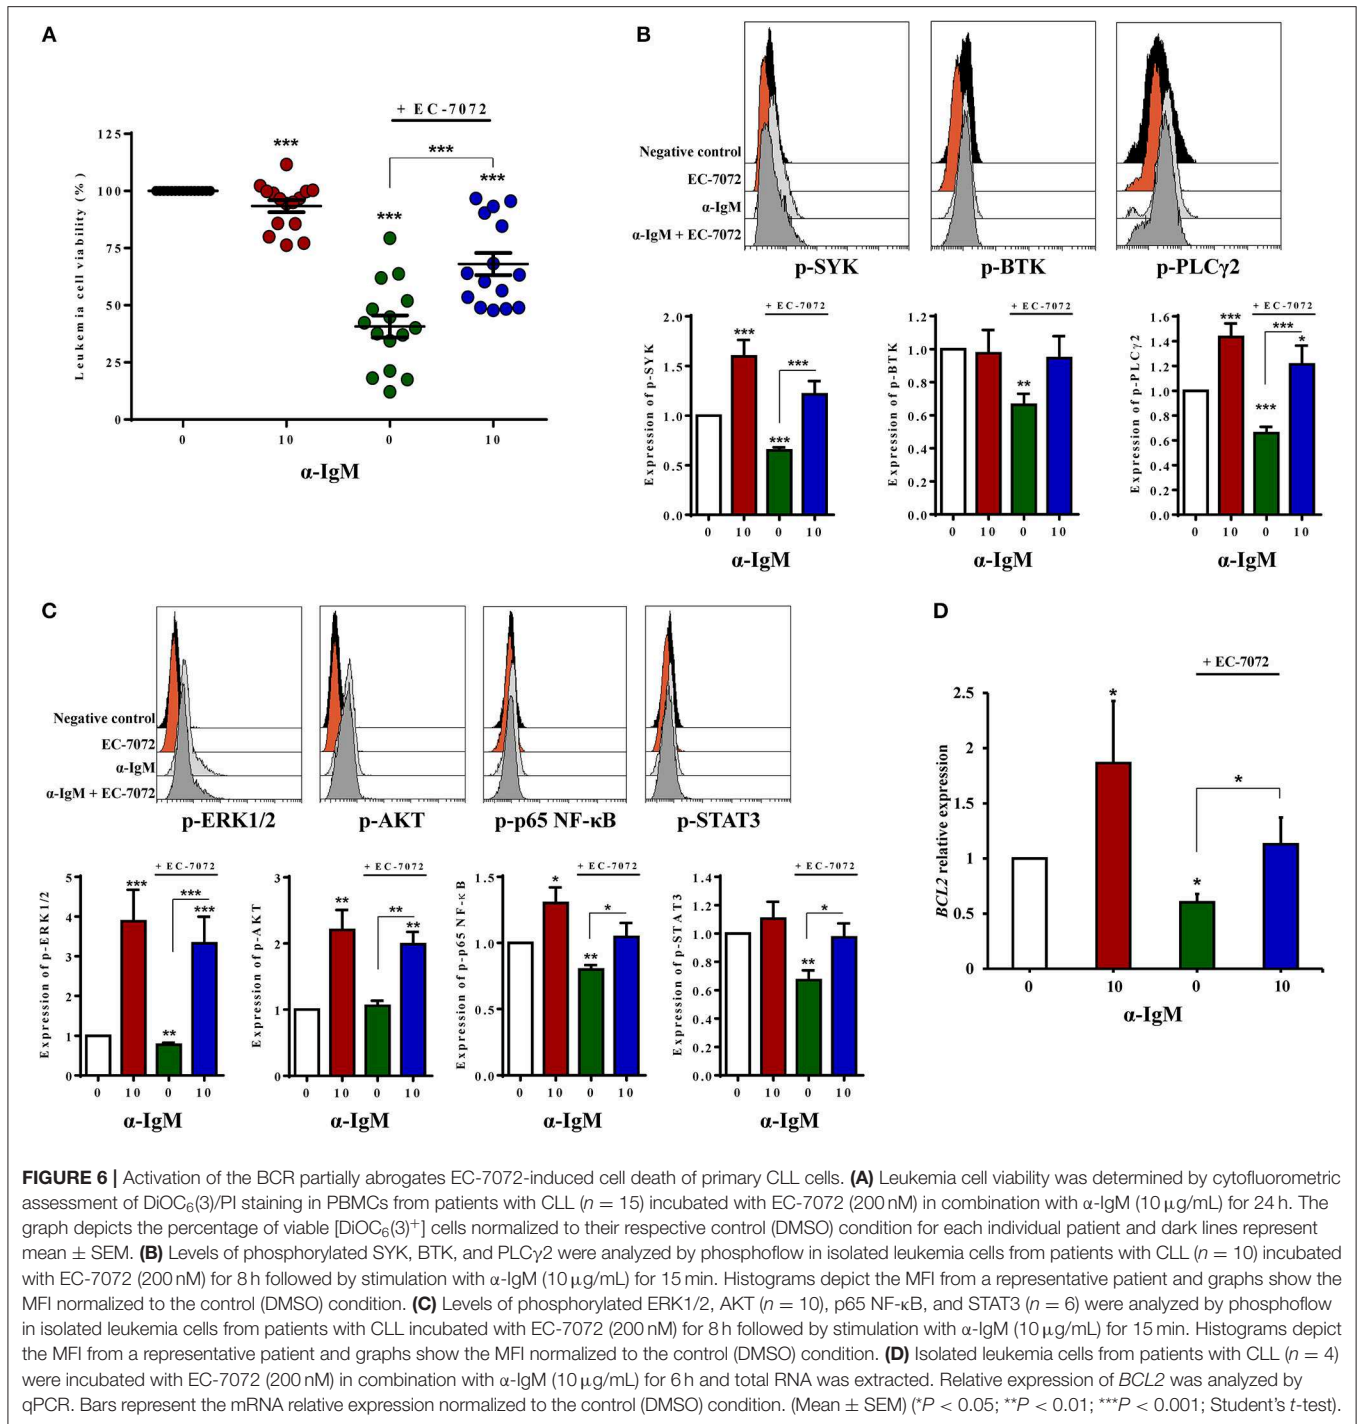 A
+ EC-7072
Leukemia cell viability (%)
125
100
75
50
25
0
***
***
***
***
0
10
0
10
α-IgM
B
Negative control
EC-7072
α-IgM
α-IgM + EC-7072
p-SYK
p-BTK
p-PLCγ2
+ EC-7072
Expression of p-SYK
2.0
1.5
1.0
0.5
0.0
***
***
***
0
10
0
10
α-IgM
+ EC-7072
Expression of p-BTK
1.2
1.0
0.8
0.6
0.4
0.2
0.0
**
0
10
0
10
α-IgM
+ EC-7072
Expression of p-PLCγ2
1.6
1.4
1.2
1.0
0.8
0.6
0.4
0.2
0.0
***
***
***
*
0
10
0
10
α-IgM
C
Negative control
EC-7072
α-IgM
α-IgM + EC-7072
p-ERK1/2
p-AKT
p-p65 NF-κB
p-STAT3
+ EC-7072
Expression of p-ERK1/2
5
4
3
2
1
0
***
**
***
***
0
10
0
10
α-IgM
+ EC-7072
Expression of p-AKT
3
2
1
0
**
**
**
0
10
0
10
α-IgM
+ EC-7072
Expression of p-p65 NF-κB
1.5
1.0
0.5
0.0
*
**
*
0
10
0
10
α-IgM
+ EC-7072
Expression of p-STAT3
1.4
1.2
1.0
0.8
0.6
0.4
0.2
0.0
**
*
0
10
0
10
α-IgM
D
+ EC-7072
BCL2 relative expression
2.5
2
1.5
1
0.5
0
*
*
*
0
10
0
10
α-IgM
FIGURE 6 | Activation of the BCR partially abrogates EC-7072-induced cell death of primary CLL cells. (A) Leukemia cell viability was determined by cytofluorometric
assessment of DiOC6(3)/PI staining in PBMCs from patients with CLL (n = 15) incubated with EC-7072 (200 nM) in combination with α-IgM (10 μg/mL) for 24 h. The
graph depicts the percentage of viable [DiOC6(3)+] cells normalized to their respective control (DMSO) condition for each individual patient and dark lines represent
mean ± SEM. (B) Levels of phosphorylated SYK, BTK, and PLCγ2 were analyzed by phosphoflow in isolated leukemia cells from patients with CLL (n = 10) incubated
with EC-7072 (200 nM) for 8 h followed by stimulation with α-IgM (10 μg/mL) for 15 min. Histograms depict the MFI from a representative patient and graphs show the
MFI normalized to the control (DMSO) condition. (C) Levels of phosphorylated ERK1/2, AKT (n = 10), p65 NF-κB, and STAT3 (n = 6) were analyzed by phosphoflow
in isolated leukemia cells from patients with CLL incubated with EC-7072 (200 nM) for 8 h followed by stimulation with α-IgM (10 μg/mL) for 15 min. Histograms depict
the MFI from a representative patient and graphs show the MFI normalized to the control (DMSO) condition. (D) Isolated leukemia cells from patients with CLL (n = 4)
were incubated with EC-7072 (200 nM) in combination with α-IgM (10 μg/mL) for 6 h and total RNA was extracted. Relative expression of BCL2 was analyzed by
qPCR. Bars represent the mRNA relative expression normalized to the control (DMSO) condition. (Mean ± SEM) (*P < 0.05; **P < 0.01; ***P < 0.001; Student's t-test).